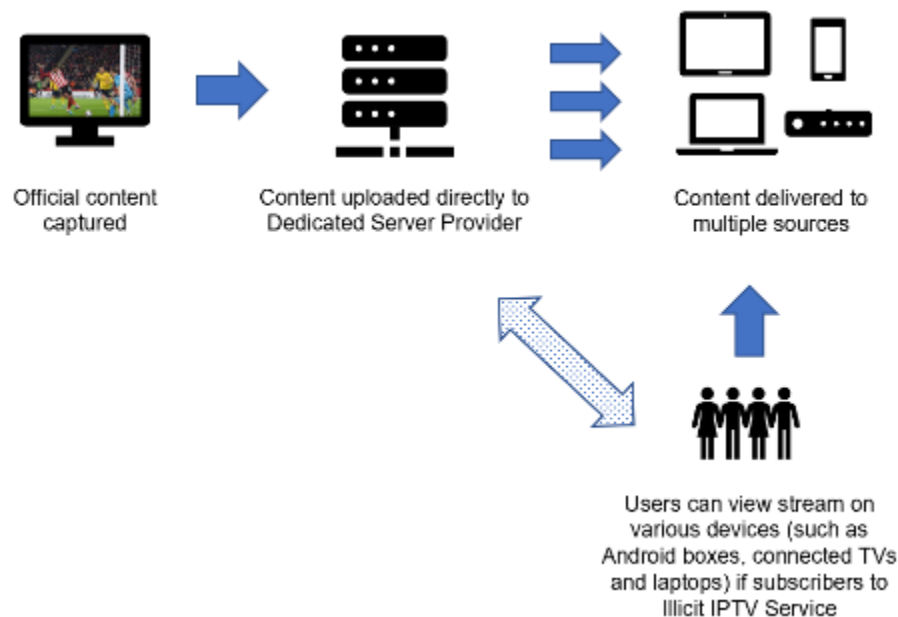 Official content
captured
Content uploaded directly to
Dedicated Server Provider
Content delivered to
multiple sources
Users can view stream on
various devices (such as
Android boxes, connected TVs
and laptops) if subscribers to
Illicit IPTV Service